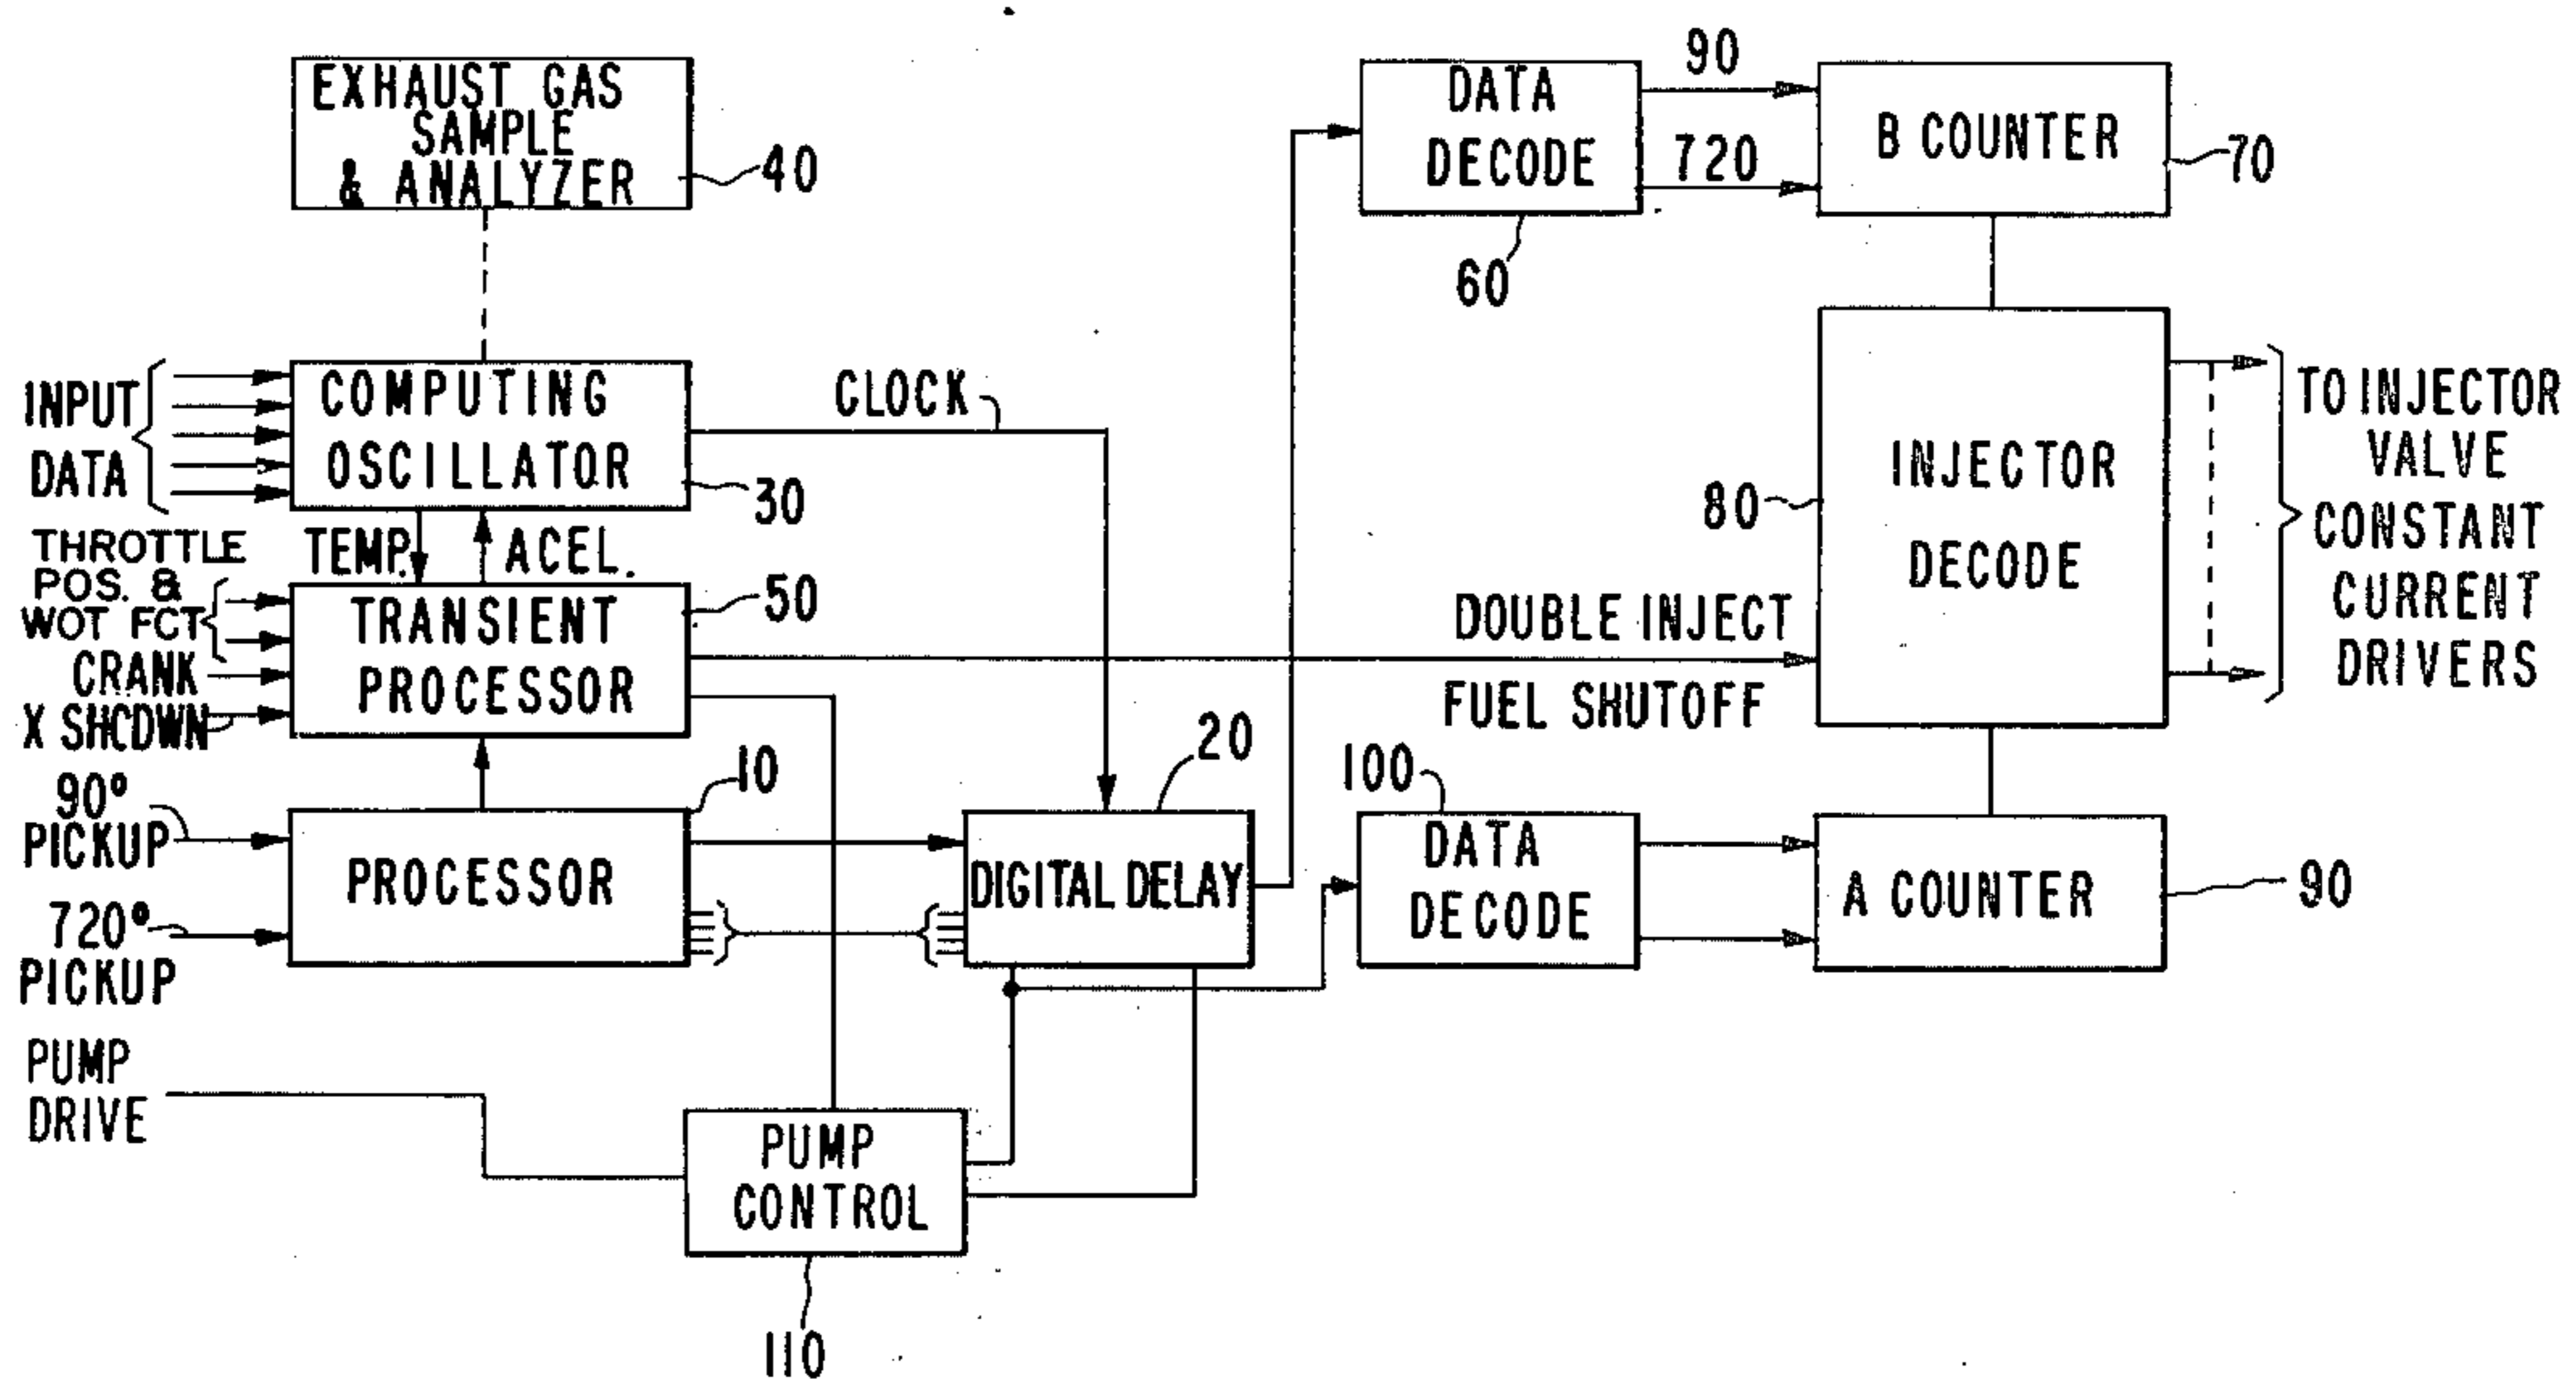 EXHAUST GAS
SAMPLE
& ANALYZER
40
INPUT
DATA
COMPUTING
OSCILLATOR
30
CLOCK
TEMP.
ACEL.
THROTTLE
POS. &
WOT FCT
CRANK
X SHCDWN
TRANSIENT
PROCESSOR
50
90°
PICKUP
720°
PICKUP
PROCESSOR
10
DIGITAL DELAY
20
PUMP
DRIVE
PUMP
CONTROL
110
DATA
DECODE
60
90
720
B COUNTER
70
INJECTOR
DECODE
80
DOUBLE INJECT
FUEL SHUTOFF
TO INJECTOR
VALVE
CONSTANT
CURRENT
DRIVERS
100
DATA
DECODE
A COUNTER
90